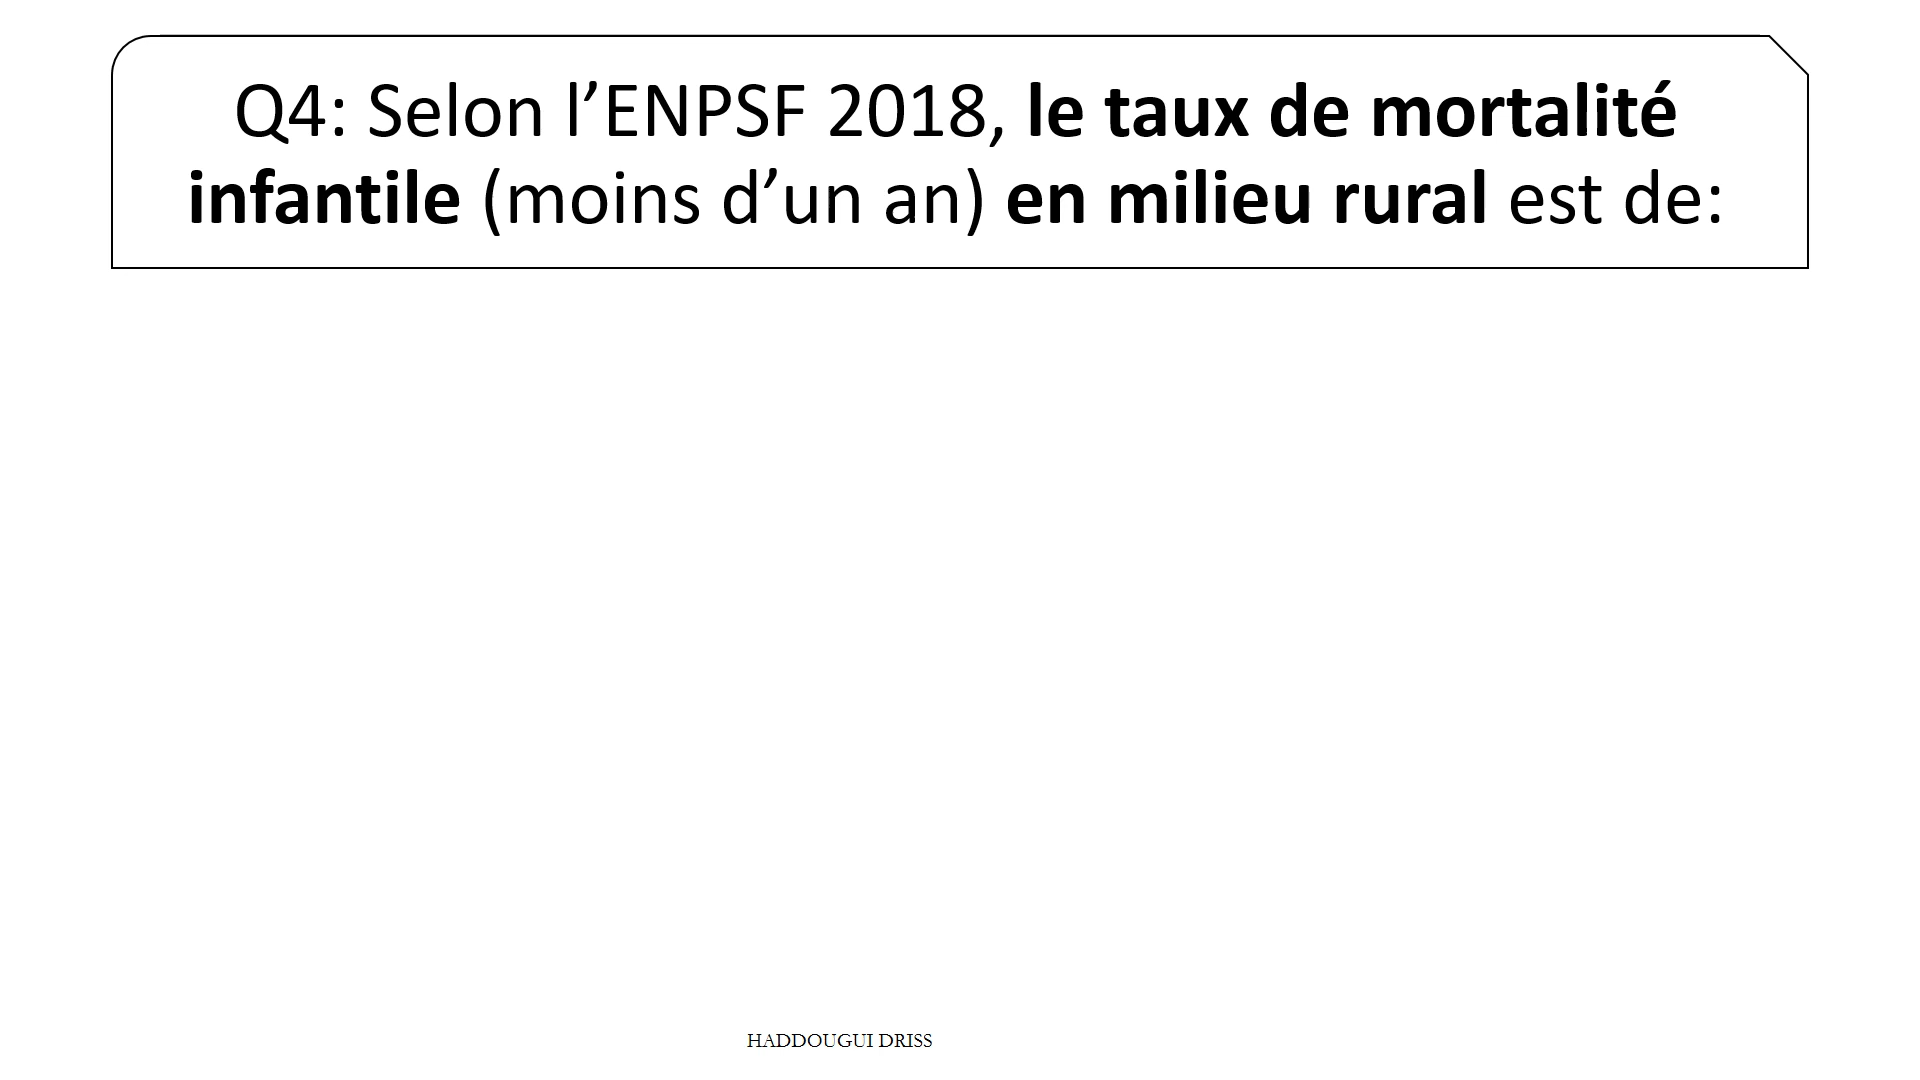 Q4: Selon l’ENPSF 2018, le taux de mortalité
infantile (moins d’un an) en milieu rural est de:
HADDOUGUI DRISS